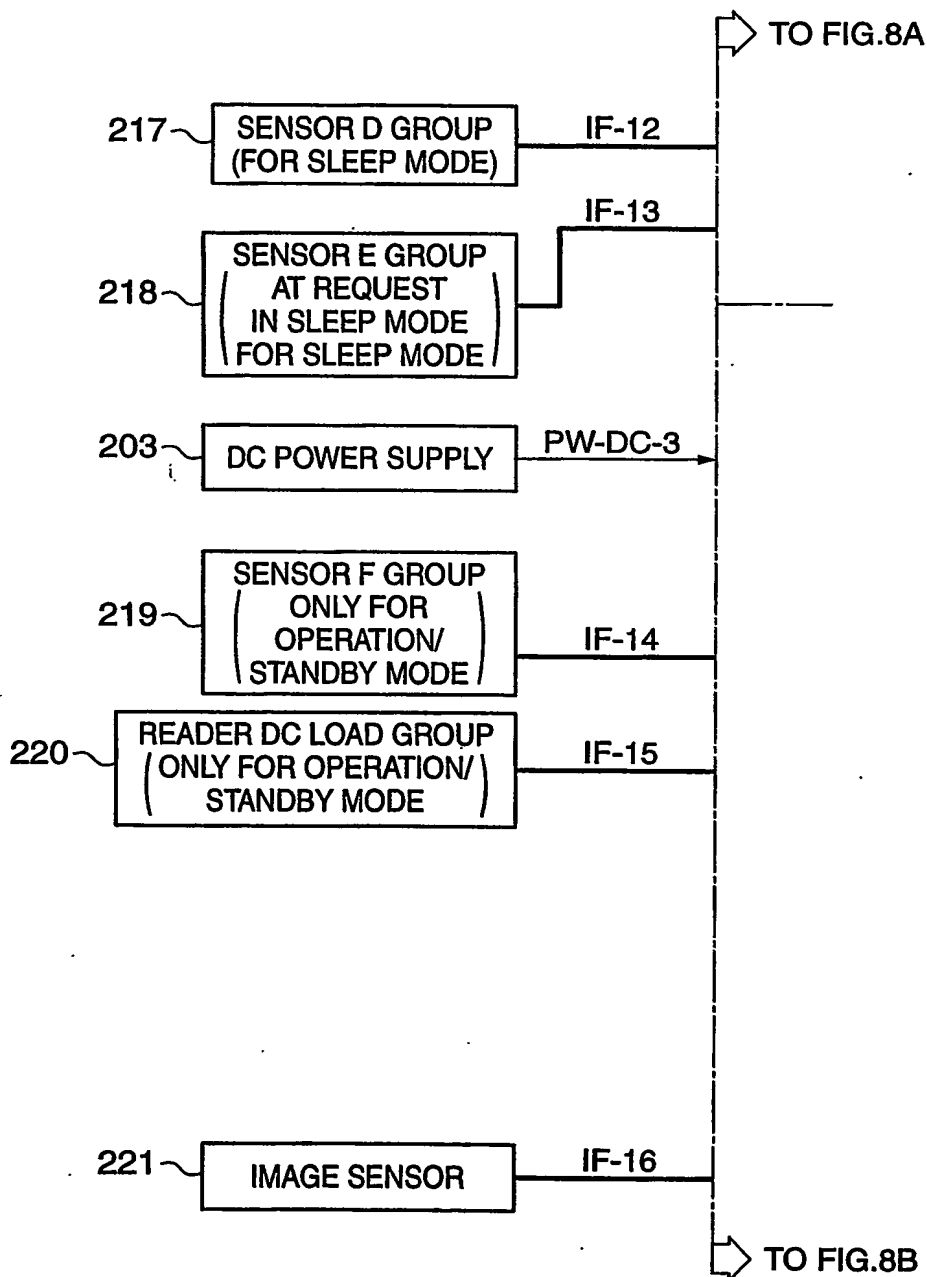 TO FIG.8A
217
SENSOR D GROUP
(FOR SLEEP MODE)
IF-12
IF-13
218
SENSOR E GROUP
(AT REQUEST
IN SLEEP MODE
FOR SLEEP MODE)
203
DC POWER SUPPLY
PW-DC-3
219
SENSOR F GROUP
(ONLY FOR
OPERATION/
STANDBY MODE)
IF-14
220
READER DC LOAD GROUP
(ONLY FOR OPERATION/
STANDBY MODE)
IF-15
221
IMAGE SENSOR
IF-16
TO FIG.8B